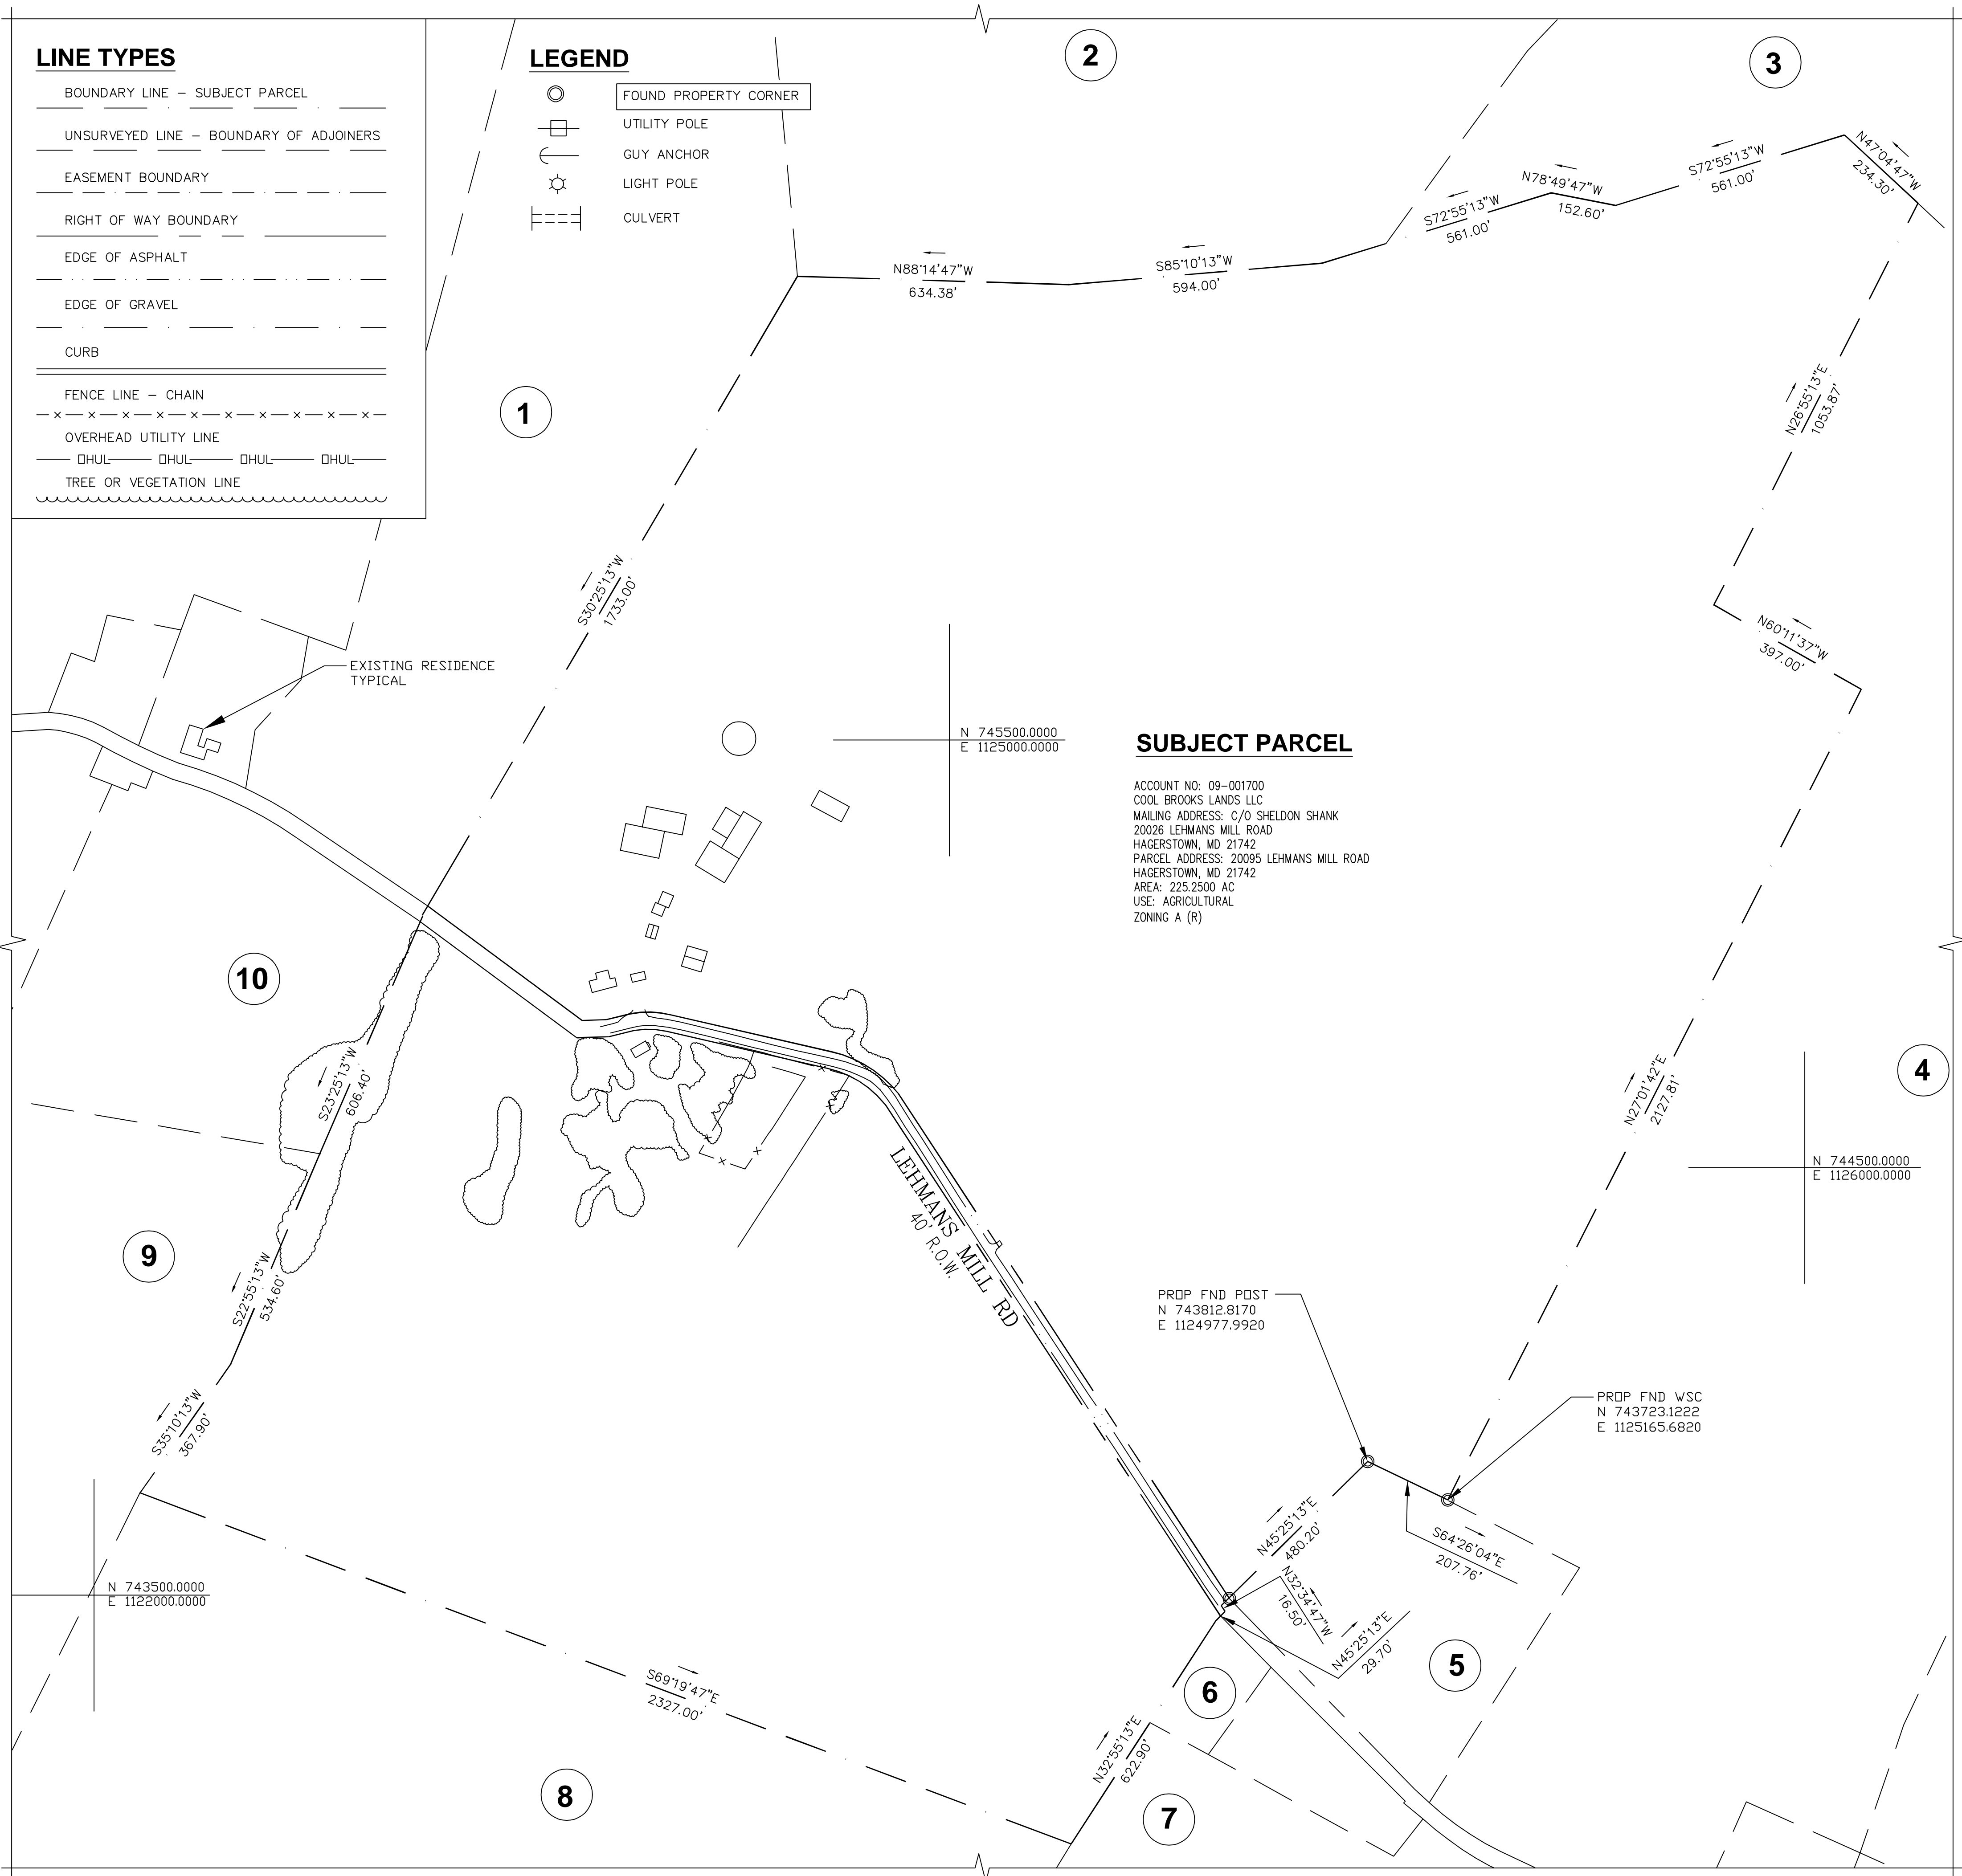 LINE TYPES
BOUNDARY LINE – SUBJECT PARCEL
UNSURVEYED LINE – BOUNDARY OF ADJOINERS
EASEMENT BOUNDARY
RIGHT OF WAY BOUNDARY
EDGE OF ASPHALT
EDGE OF GRAVEL
CURB
FENCE LINE – CHAIN
x x x x x x x x x x
OVERHEAD UTILITY LINE
OHUL OHUL OHUL OHUL
TREE OR VEGETATION LINE
LEGEND
FOUND PROPERTY CORNER
UTILITY POLE
GUY ANCHOR
LIGHT POLE
CULVERT
2
3
1
N88°14'47"W
634.38'
S85°10'13"W
594.00'
S72°55'13"W
561.00'
N78°49'47"W
152.60'
S72°55'13"W
561.00'
N47°04'47"W
234.30'
N26°55'13"E
1053.87'
S30°25'13"W
1733.00'
N60°11'37"W
397.00'
EXISTING RESIDENCE
TYPICAL
N 745500.0000
E 1125000.0000
SUBJECT PARCEL
ACCOUNT NO: 09-001700
COOL BROOKS LANDS LLC
MAILING ADDRESS: C/O SHELDON SHANK
20026 LEHMANS MILL ROAD
HAGERSTOWN, MD 21742
PARCEL ADDRESS: 20095 LEHMANS MILL ROAD
HAGERSTOWN, MD 21742
AREA: 225.2500 AC
USE: AGRICULTURAL
ZONING A (R)
10
4
S23°25'13"W
606.40'
N27°01'42"E
2127.81'
N 744500.0000
E 1126000.0000
x x x x x
LEHMANS MILL RD
40' R.O.W.
9
S22°55'13"W
534.60'
PROP FND POST
N 743812.8170
E 1124977.9920
PROP FND WSC
N 743723.1222
E 1125165.6820
S35°10'13"W
367.90'
N45°25'13"E
480.20'
S64°26'04"E
207.76'
N32°34'47"W
16.50'
N45°25'13"E
29.70'
N 743500.0000
E 1122000.0000
5
6
S69°19'47"E
2327.00'
N32°55'13"E
622.90'
8
7